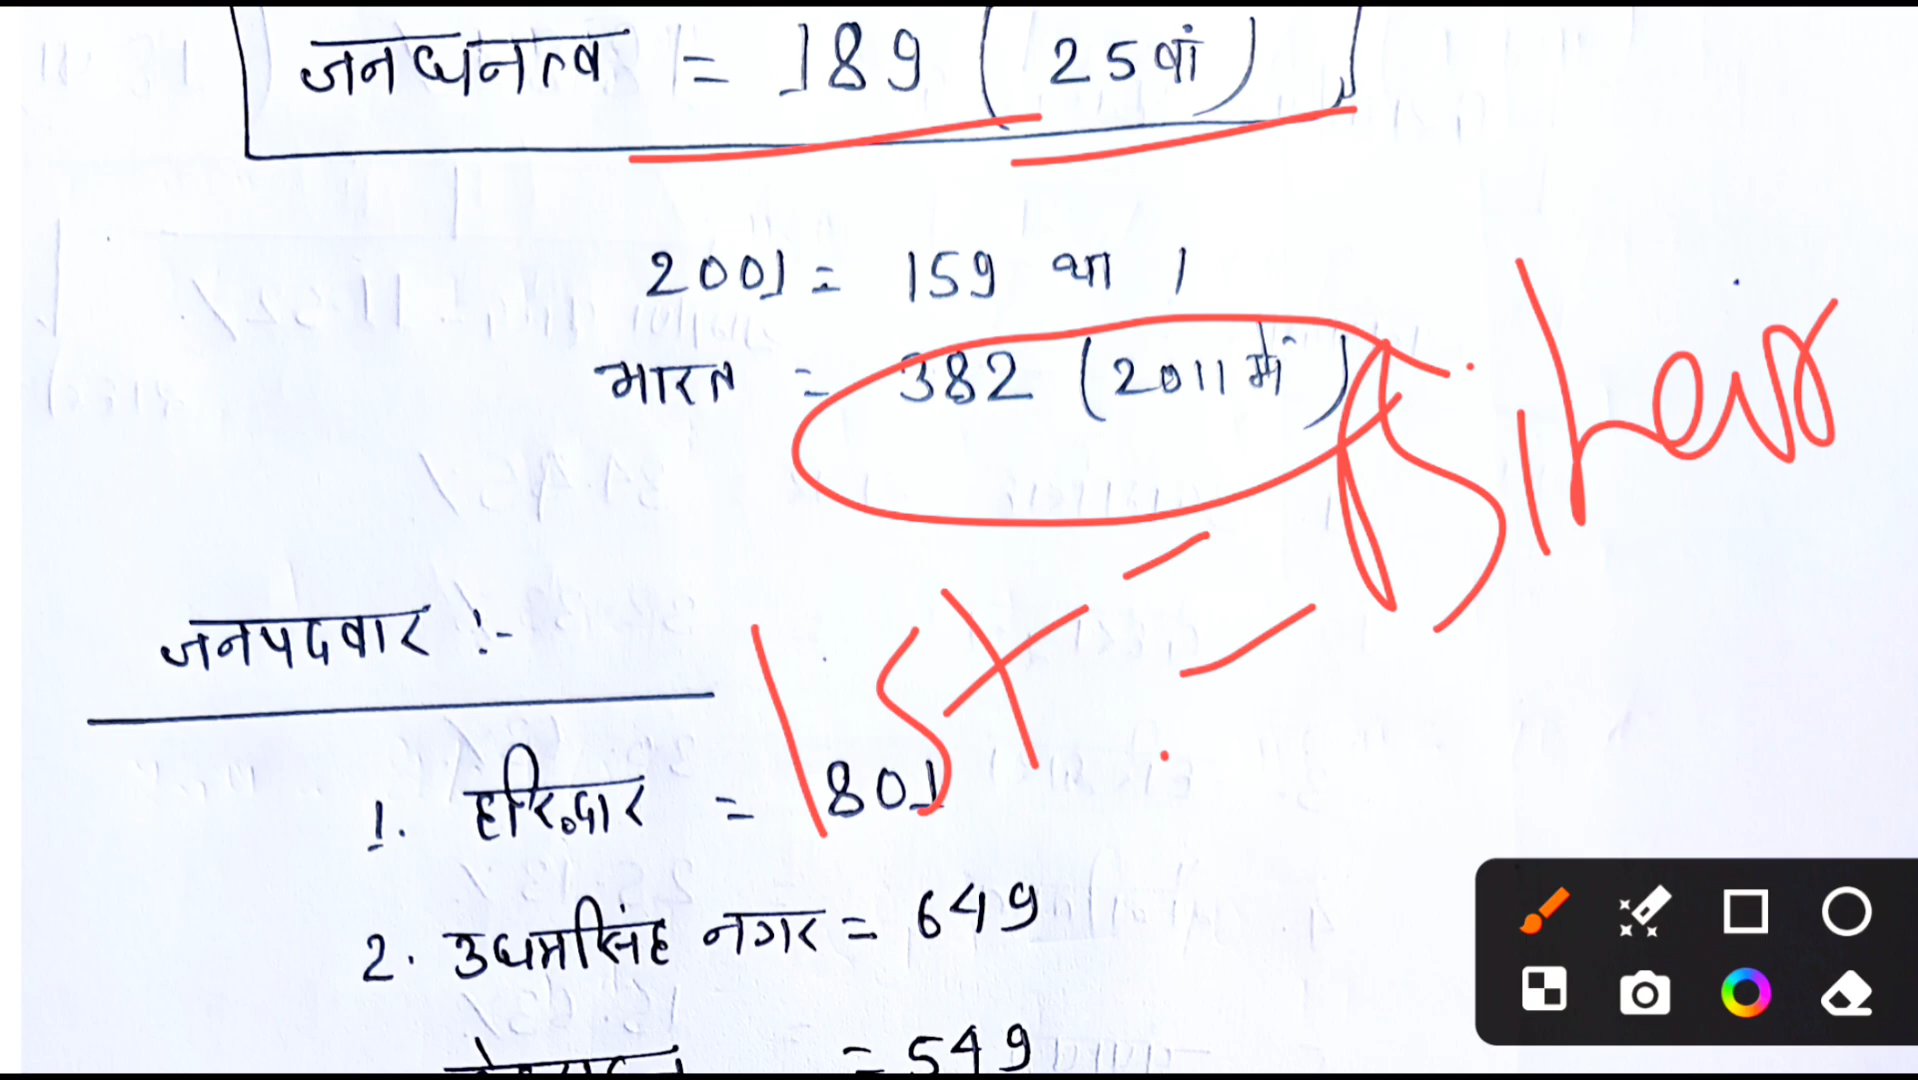 जनघनत्व = 189 (25वां)
2001 = 159 था ।
भारत = 382 (2011 में)
1st = Bihar
जनपदवार :-
1. हरिद्वार = 801
2. उधमसिंह नगर = 649
= 549